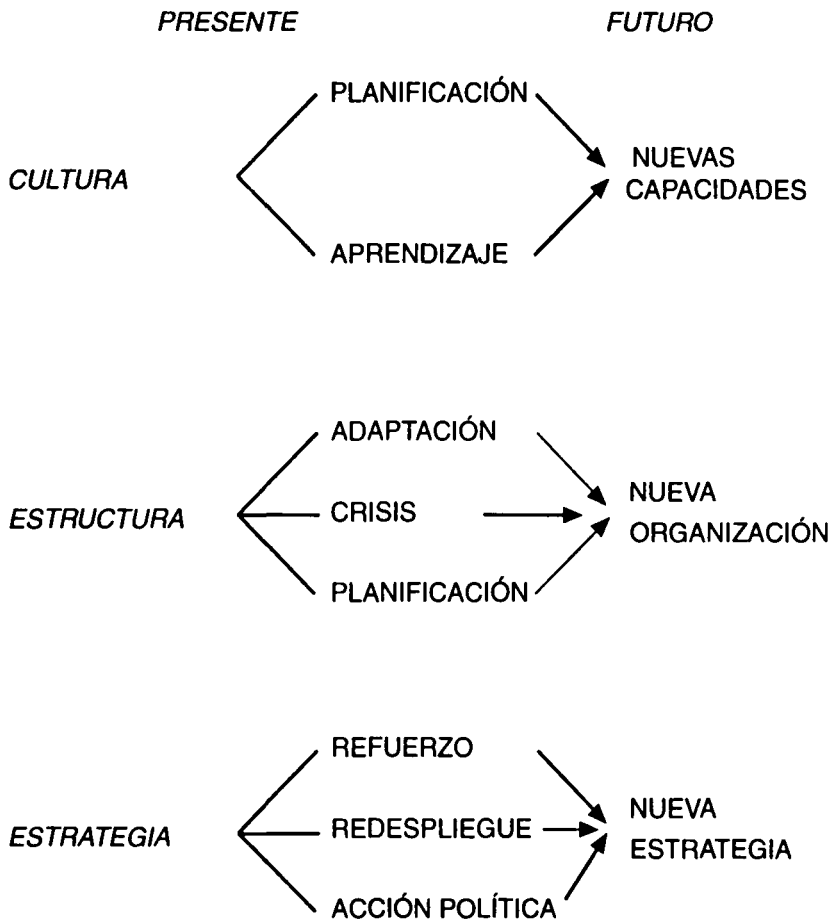 PRESENTE FUTURO
PLANIFICACIÓN
CULTURA
NUEVAS
CAPACIDADES
APRENDIZAJE
ADAPTACIÓN
ESTRUCTURA
CRISIS
NUEVA
ORGANIZACIÓN
PLANIFICACIÓN
REFUERZO
ESTRATEGIA
REDESPLIEGUE
NUEVA
ESTRATEGIA
ACCIÓN POLÍTICA